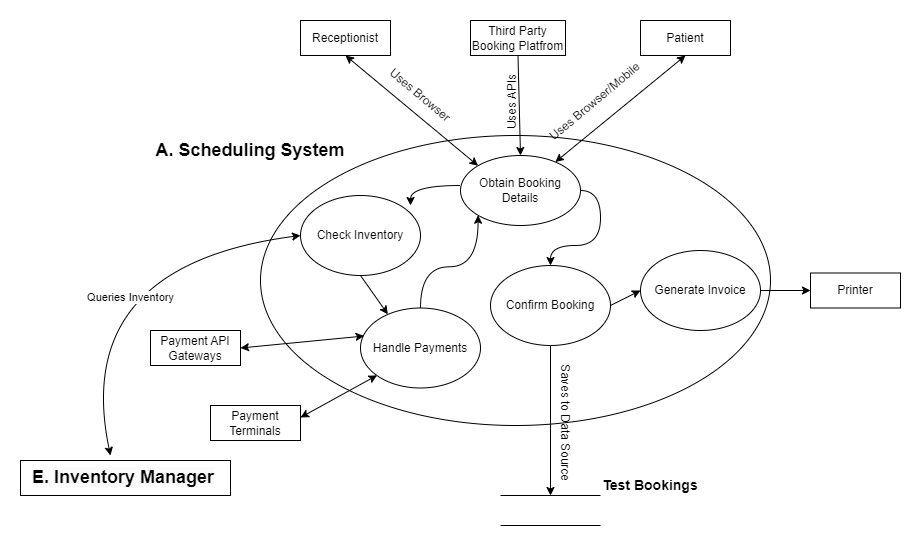 Receptionist
Third Party
Booking Platfrom
Patient
Uses Browser
Uses APIs
Uses Browser/Mobile
A. Scheduling System
Obtain Booking
Details
Check Inventory
Confirm Booking
Generate Invoice
Printer
Queries Inventory
Payment API
Gateways
Handle Payments
Payment
Terminals
Saves to Data Source
E. Inventory Manager
Test Bookings